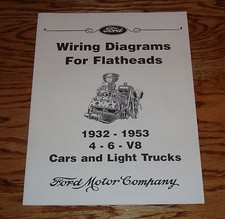 Ford
Wiring Diagrams
For Flatheads
1932 - 1953
4 - 6 - V8
Cars and Light Trucks
Ford Motor Company